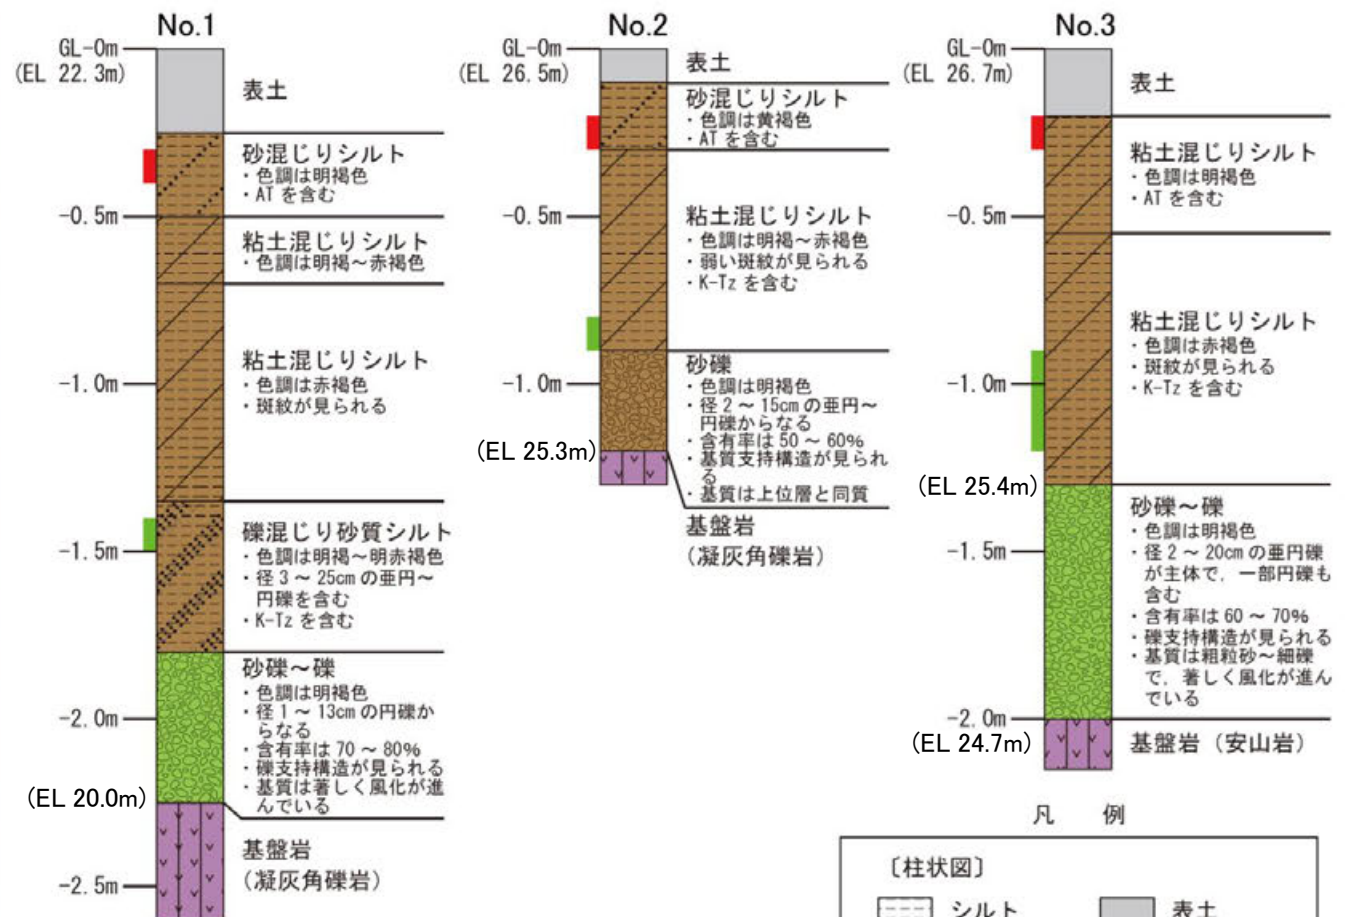 No.1
GL-0m
(EL 22.3m)
表土
砂混じりシルト
・色調は明褐色
・AT を含む
-0.5m
粘土混じりシルト
・色調は明褐～赤褐色
粘土混じりシルト
・色調は赤褐色
・斑紋が見られる
-1.0m
礫混じり砂質シルト
・色調は明褐～明赤褐色
・径 3 ～ 25cm の亜円～
円礫を含む
・K-Tz を含む
-1.5m
砂礫～礫
・色調は明褐色
・径 1 ～ 13cm の円礫か
らなる
・含有率は 70 ～ 80%
・礫支持構造が見られる
・基質は著しく風化が進
んでいる
-2.0m
(EL 20.0m)
基盤岩
(凝灰角礫岩)
-2.5m
No.2
GL-0m
(EL 26.5m)
表土
砂混じりシルト
・色調は黄褐色
・AT を含む
-0.5m
粘土混じりシルト
・色調は明褐～赤褐色
・弱い斑紋が見られる
・K-Tz を含む
砂礫
・色調は明褐色
・径 2 ～ 15cm の亜円～
円礫からなる
・含有率は 50 ～ 60%
・基質支持構造が見られ
る
・基質は上位層と同質
-1.0m
(EL 25.3m)
基盤岩
(凝灰角礫岩)
No.3
GL-0m
(EL 26.7m)
表土
粘土混じりシルト
・色調は明褐色
・AT を含む
-0.5m
粘土混じりシルト
・色調は赤褐色
・斑紋が見られる
・K-Tz を含む
-1.0m
(EL 25.4m)
砂礫～礫
・色調は明褐色
・径 2 ～ 20cm の亜円礫
が主体で，一部円礫も
含む
・含有率は 60 ～ 70%
・礫支持構造が見られる
・基質は粗粒砂～細礫
で，著しく風化が進ん
でいる
-1.5m
-2.0m
(EL 24.7m)
基盤岩（安山岩）
凡 例
〔柱状図〕
シルト
表土